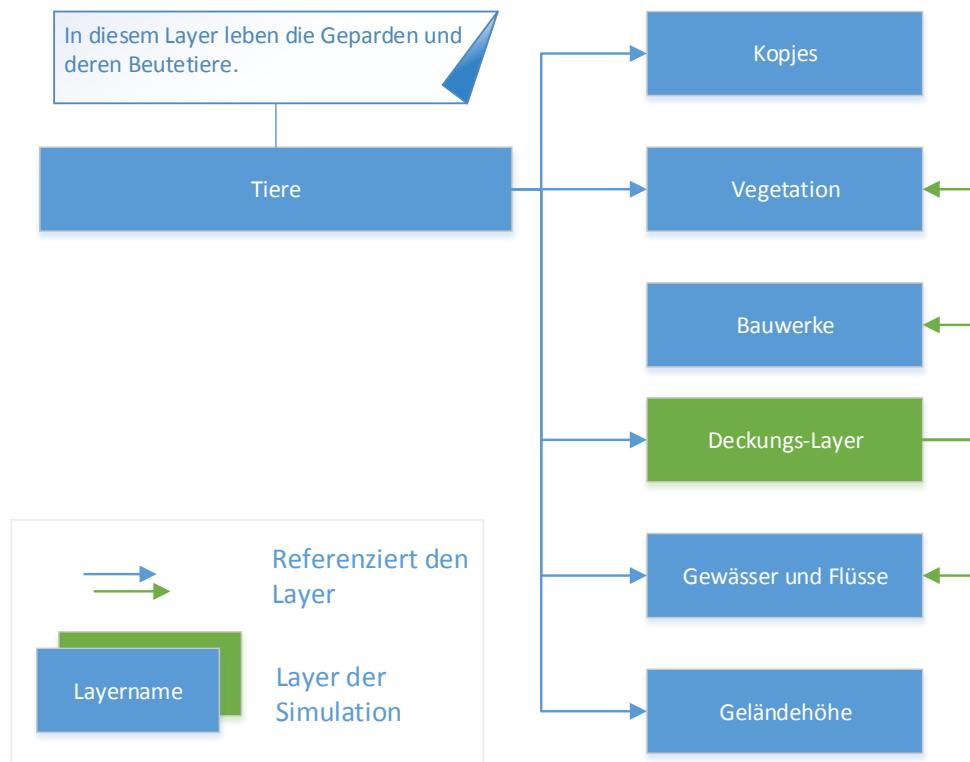 In diesem Layer leben die Geparden und
deren Beutetiere.
Tiere
Kopjes
Vegetation
Bauwerke
Deckungs-Layer
Gewässer und Flüsse
Geländehöhe
Referenziert den
Layer
Layername
Layer der
Simulation